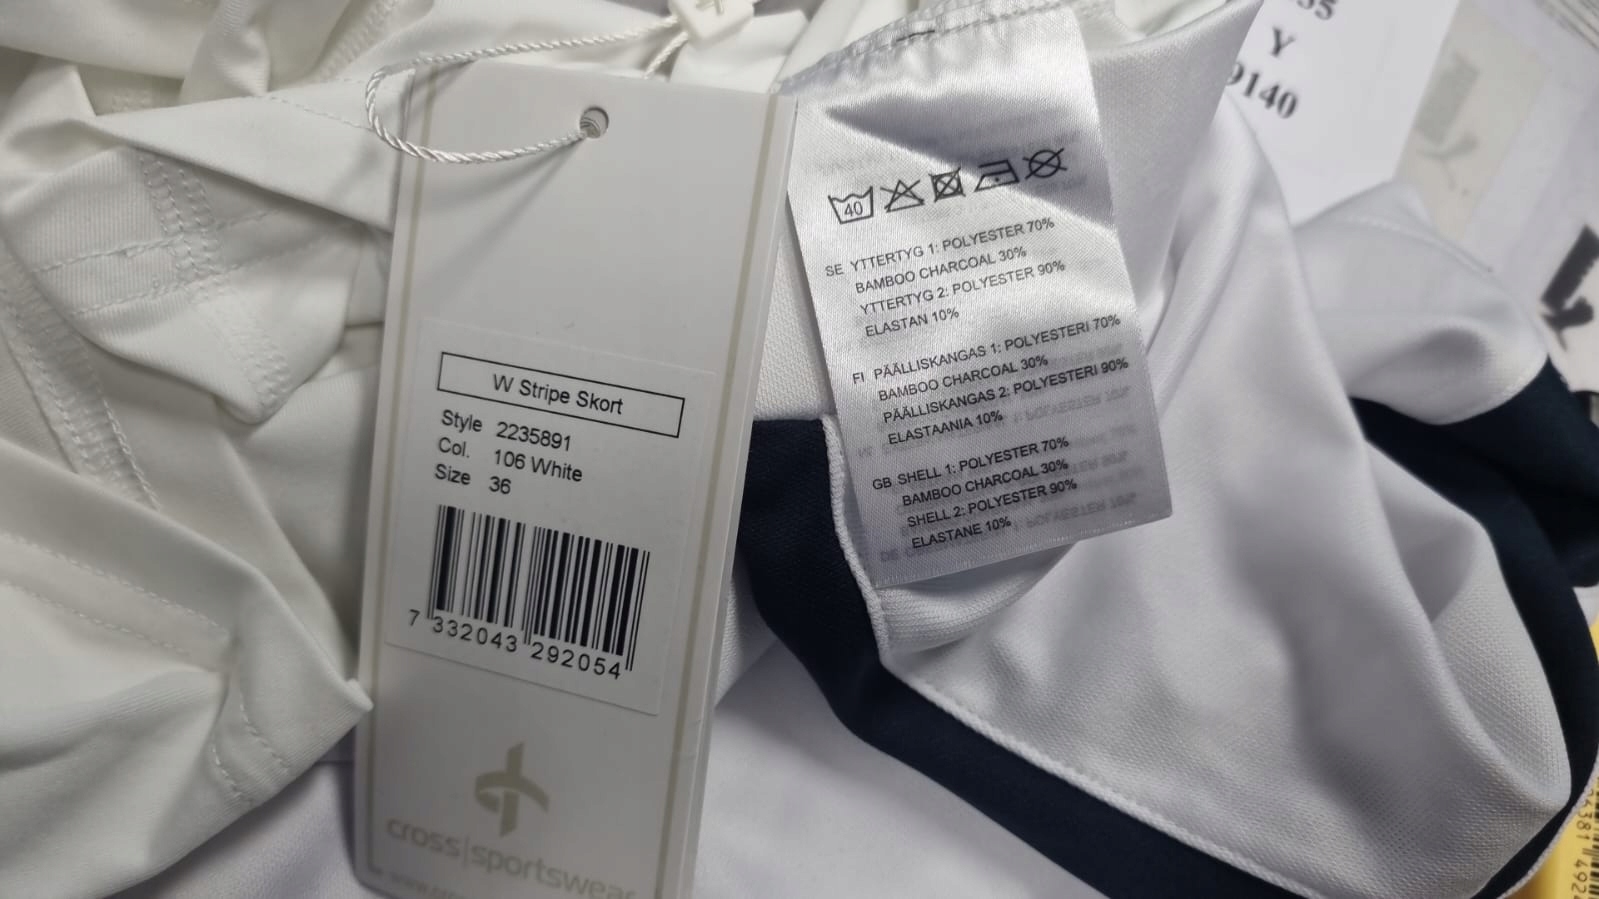 W Stripe Skort
Style 2235891
Col. 106 White
Size 36
7 332043 292054
cross|sportswear
40
SE YTTERTYG 1: POLYESTER 70%
BAMBOO CHARCOAL 30%
YTTERTYG 2: POLYESTER 90%
ELASTAN 10%
FI PÄÄLLISKANGAS 1: POLYESTERI 70%
BAMBOO CHARCOAL 30%
PÄÄLLISKANGAS 2: POLYESTERI 90%
ELASTAANIA 10%
GB SHELL 1: POLYESTER 70%
BAMBOO CHARCOAL 30%
SHELL 2: POLYESTER 90%
ELASTANE 10%
Y
9140